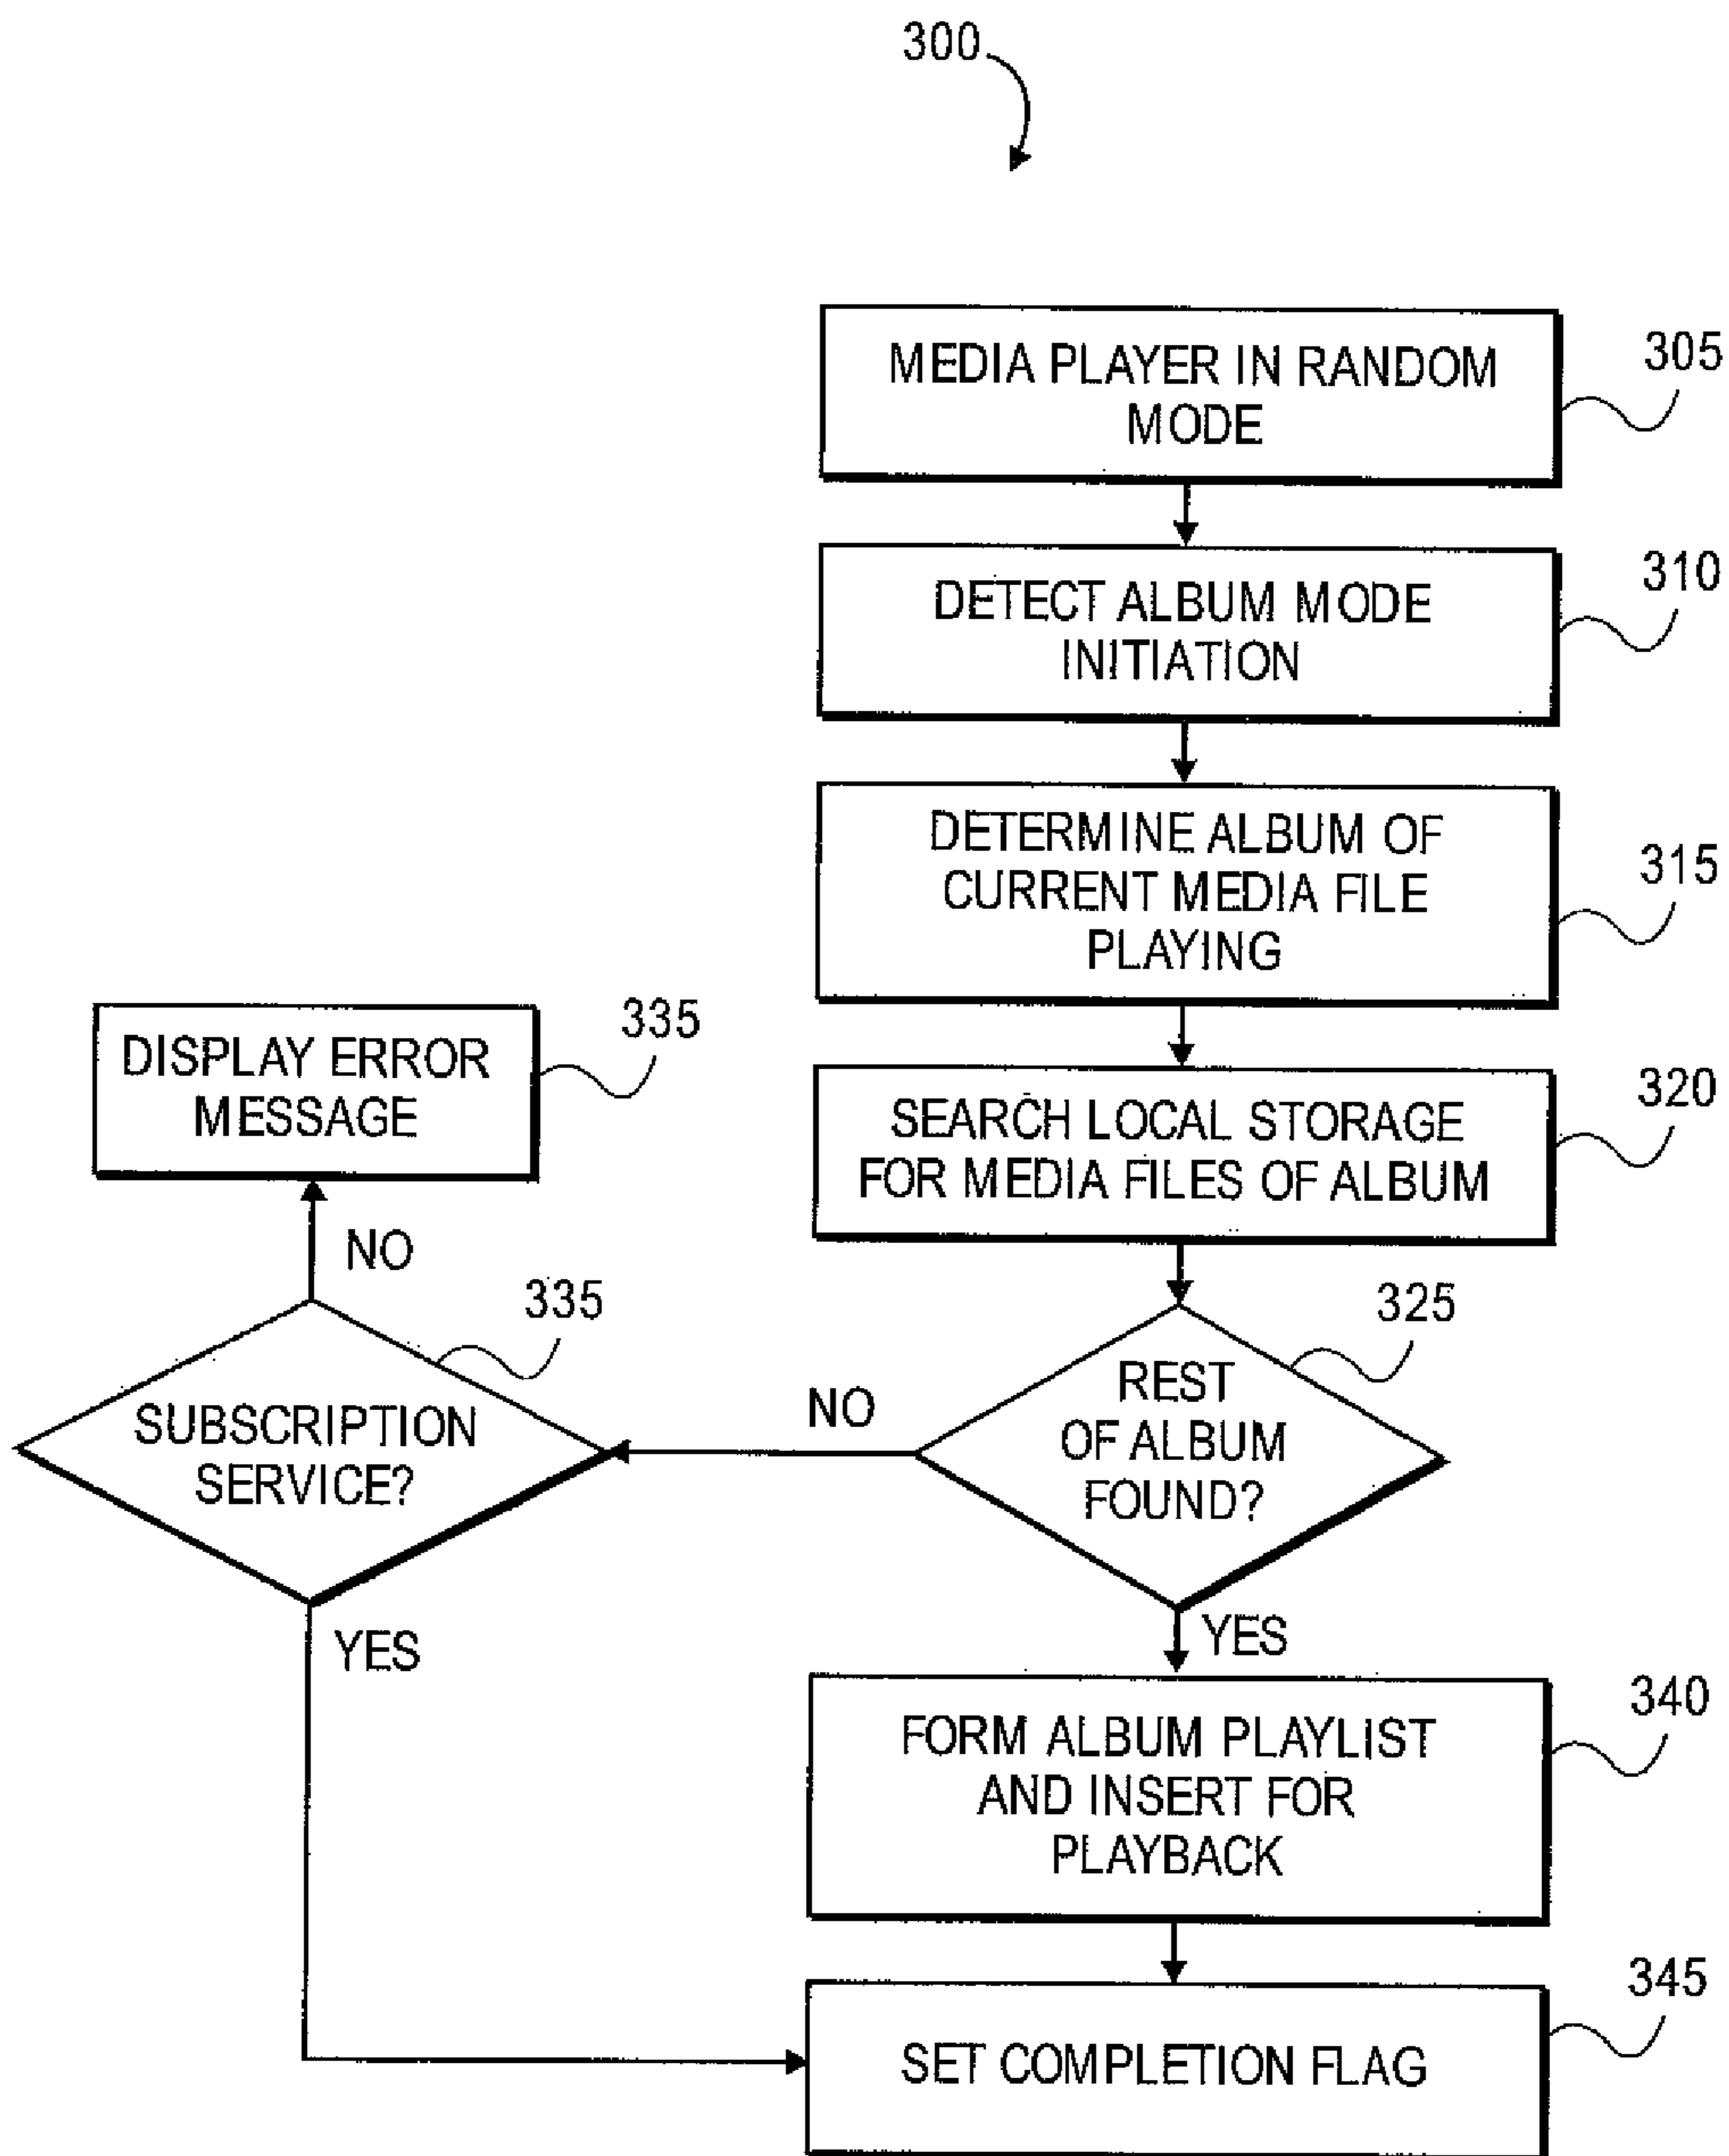 300
MEDIA PLAYER IN RANDOM
MODE
305
DETECT ALBUM MODE
INITIATION
310
DETERMINE ALBUM OF
CURRENT MEDIA FILE
PLAYING
315
DISPLAY ERROR
MESSAGE
335
SEARCH LOCAL STORAGE
FOR MEDIA FILES OF ALBUM
320
NO
SUBSCRIPTION
SERVICE?
335
NO
REST
OF ALBUM
FOUND?
325
YES
YES
FORM ALBUM PLAYLIST
AND INSERT FOR
PLAYBACK
340
SET COMPLETION FLAG
345